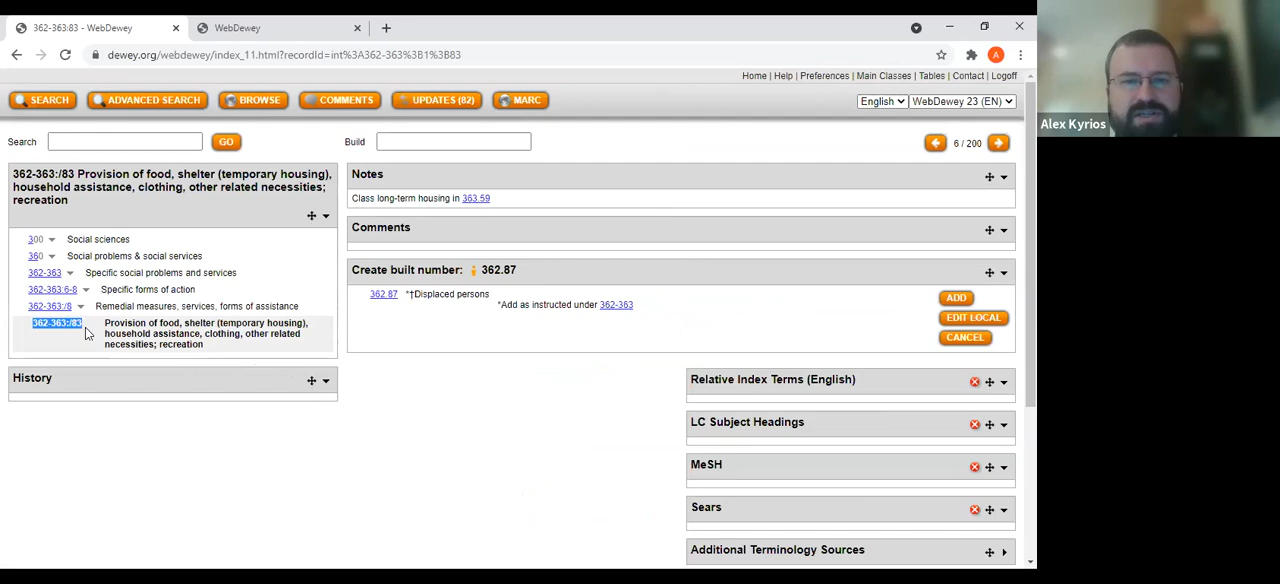 362-363:83 - WebDewey
WebDewey
dewey.org/webdewey/index_11.html?recordId=int%3A362-363%3B1%3B83
A
Home | Help | Preferences | Main Classes | Tables | Contact | Logoff
SEARCH
ADVANCED SEARCH
BROWSE
COMMENTS
UPDATES (82)
MARC
English
WebDewey 23 (EN)
Search
GO
Build
6 / 200
362-363:/83 Provision of food, shelter (temporary housing),
household assistance, clothing, other related necessities;
recreation
300 Social sciences
360 Social problems & social services
362-363 Specific social problems and services
362-363:6-8 Specific forms of action
362-363:/8 Remedial measures, services, forms of assistance
362-363:/83 Provision of food, shelter (temporary housing),
household assistance, clothing, other related
necessities; recreation
History
Notes
Class long-term housing in 363.59
Comments
Create built number: 362.87
362.87 *†Displaced persons
*Add as instructed under 362-363
ADD
EDIT LOCAL
CANCEL
Relative Index Terms (English)
LC Subject Headings
MeSH
Sears
Additional Terminology Sources
Alex Kyrios